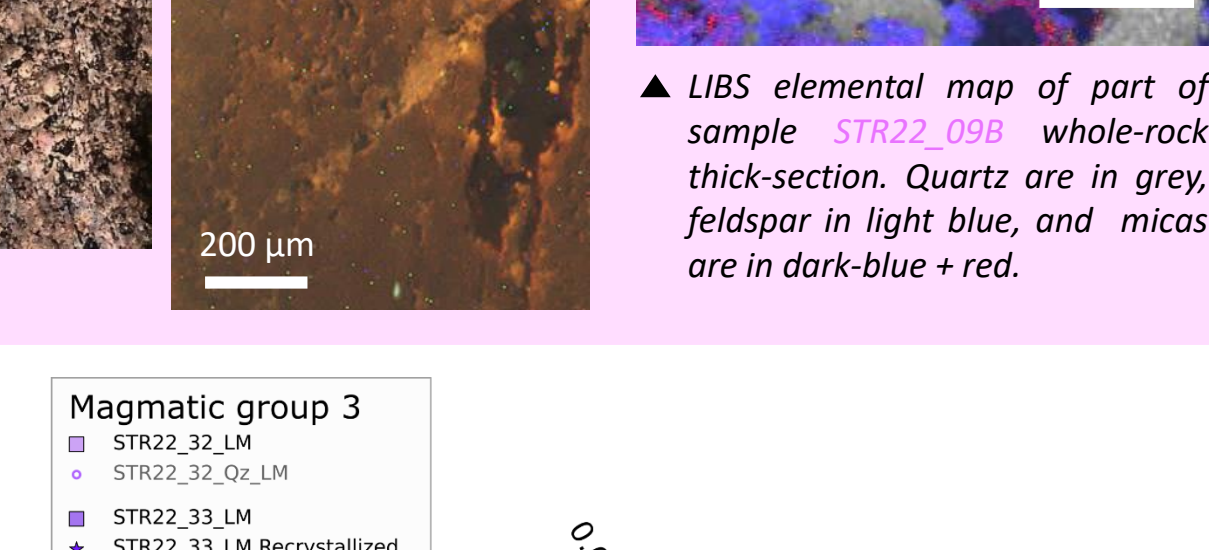 200 µm
▲ LIBS elemental map of part of
sample STR22_09B whole-rock
thick-section. Quartz are in grey,
feldspar in light blue, and micas
are in dark-blue + red.
Magmatic group 3
STR22_32_LM
STR22_32_Qz_LM
STR22_33_LM
STR22_33_LM Recrystallized